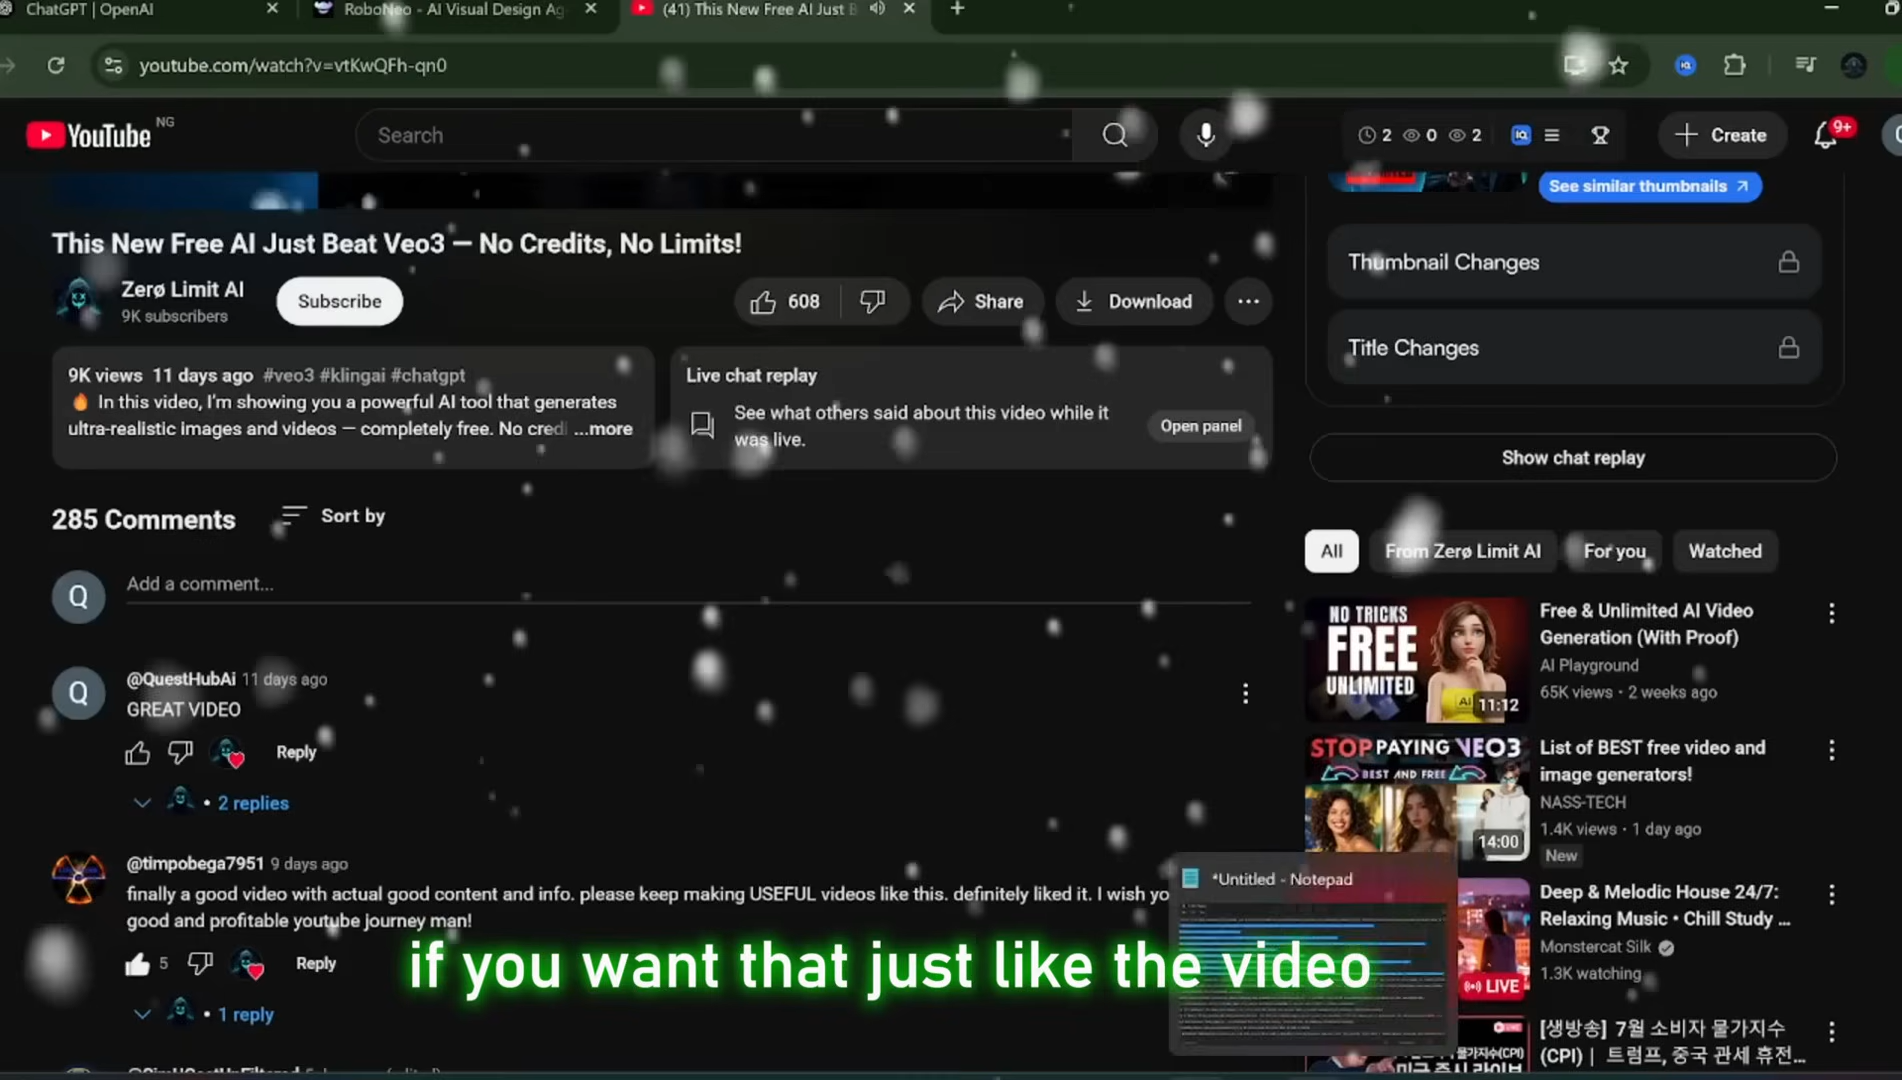 ChatGPT | OpenAI
RoboNeo - AI Visual Design Ag
(41) This New Free AI Just B
youtube.com/watch?v=vtKwQFh-qn0
YouTube NG
Search
2 0 2
Create
9+
See similar thumbnails
This New Free AI Just Beat Veo3 — No Credits, No Limits!
Zerø Limit AI
9K subscribers
Subscribe
608
Share
Download
Thumbnail Changes
Title Changes
9K views 11 days ago #veo3 #klingai #chatgpt
🔥 In this video, I'm showing you a powerful AI tool that generates
ultra-realistic images and videos — completely free. No credi ...more
Live chat replay
See what others said about this video while it
was live.
Open panel
Show chat replay
285 Comments
Sort by
All
From Zerø Limit AI
For you
Watched
Q
Add a comment...
NO TRICKS
FREE
UNLIMITED
AI
11:12
Free & Unlimited AI Video
Generation (With Proof)
AI Playground
65K views • 2 weeks ago
Q
@QuestHubAi 11 days ago
GREAT VIDEO
Reply
• 2 replies
STOP PAYING VEO3
BEST AND FREE
14:00
List of BEST free video and
image generators!
NASS-TECH
1.4K views • 1 day ago
New
@timpobega7951 9 days ago
finally a good video with actual good content and info. please keep making USEFUL videos like this. definitely liked it. I wish yo
good and profitable youtube journey man!
5
Reply
• 1 reply
*Untitled - Notepad
if you want that just like the video
Deep & Melodic House 24/7:
Relaxing Music • Chill Study ...
Monstercat Silk
1.3K watching
LIVE
[생방송] 7월 소비자 물가지수
(CPI) | 트럼프, 중국 관세 휴전...